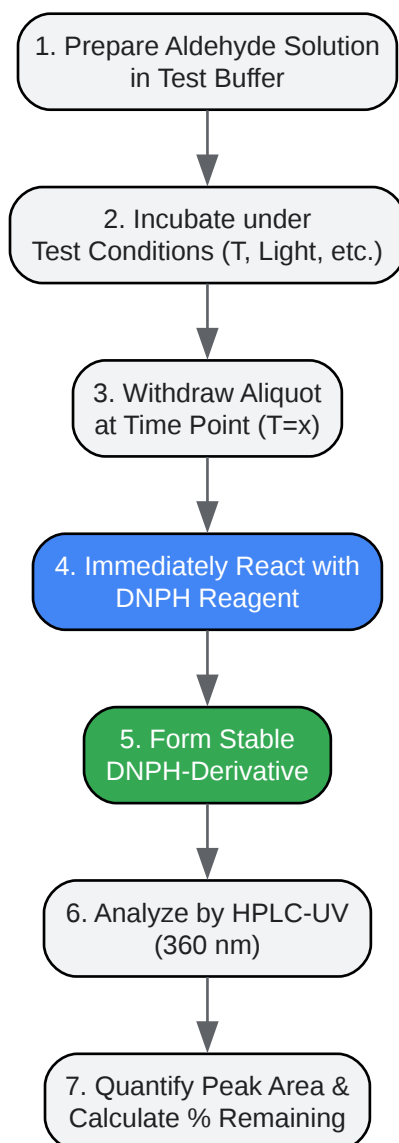 1. Prepare Aldehyde Solution
in Test Buffer
2. Incubate under
Test Conditions (T, Light, etc.)
3. Withdraw Aliquot
at Time Point (T=x)
4. Immediately React with
DNPH Reagent
5. Form Stable
DNPH-Derivative
6. Analyze by HPLC-UV
(360 nm)
7. Quantify Peak Area &
Calculate % Remaining